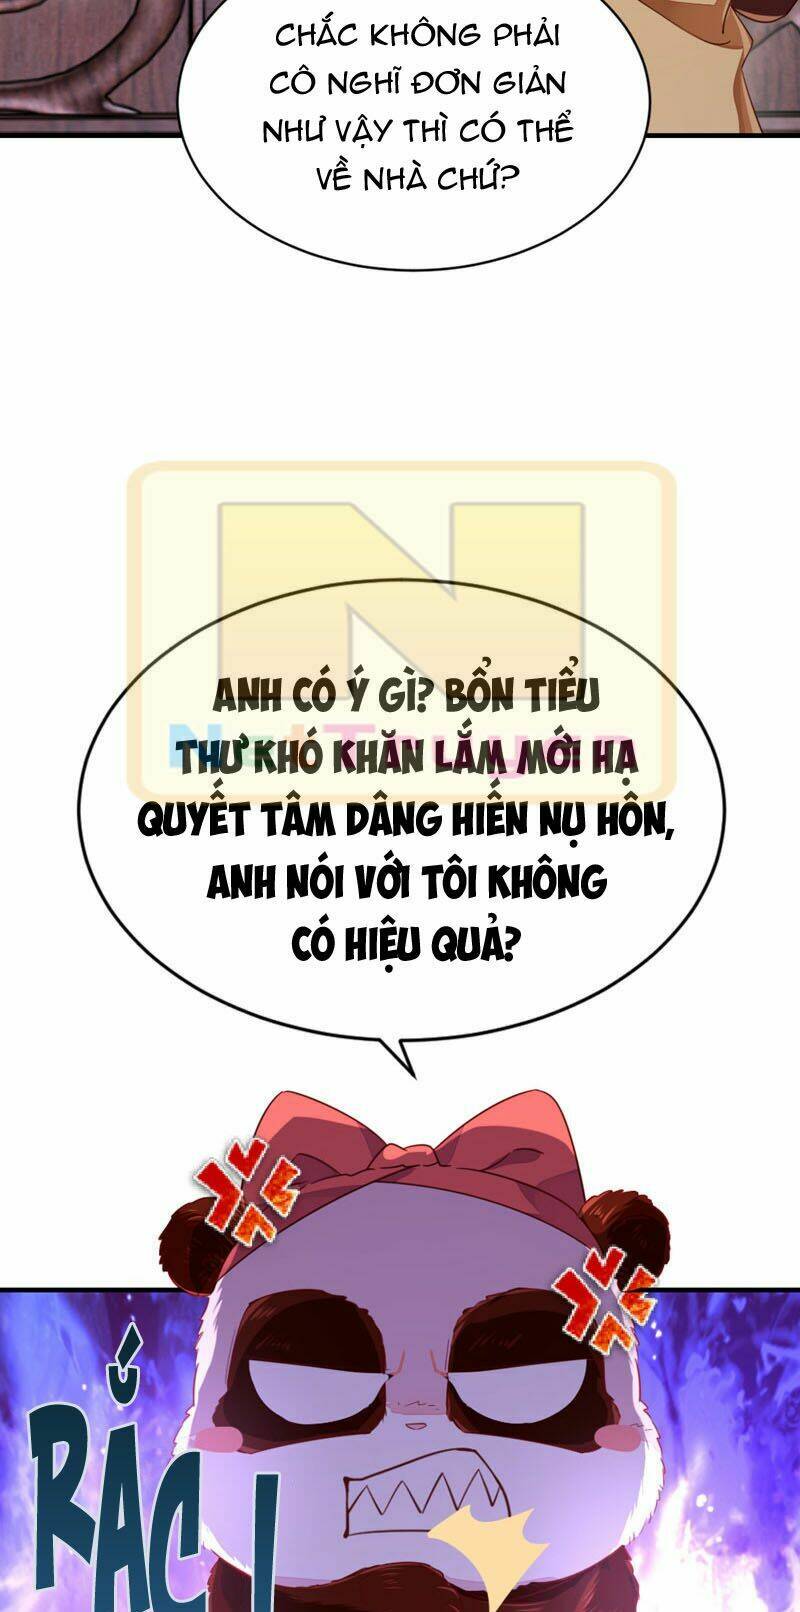 CHẮC KHÔNG PHẢI
CÔ NGHĨ ĐƠN GIẢN
NHƯ VẬY THÌ CÓ THỂ
VỀ NHÀ CHỨ?
N
NetTruyen
ANH CÓ Ý GÌ? BỔN TIỂU
THƯ KHÓ KHĂN LẮM MỚI HẠ
QUYẾT TÂM DÂNG HIẾN NỤ HÔN,
ANH NÓI VỚI TÔI KHÔNG
CÓ HIỆU QUẢ?
RẮC!